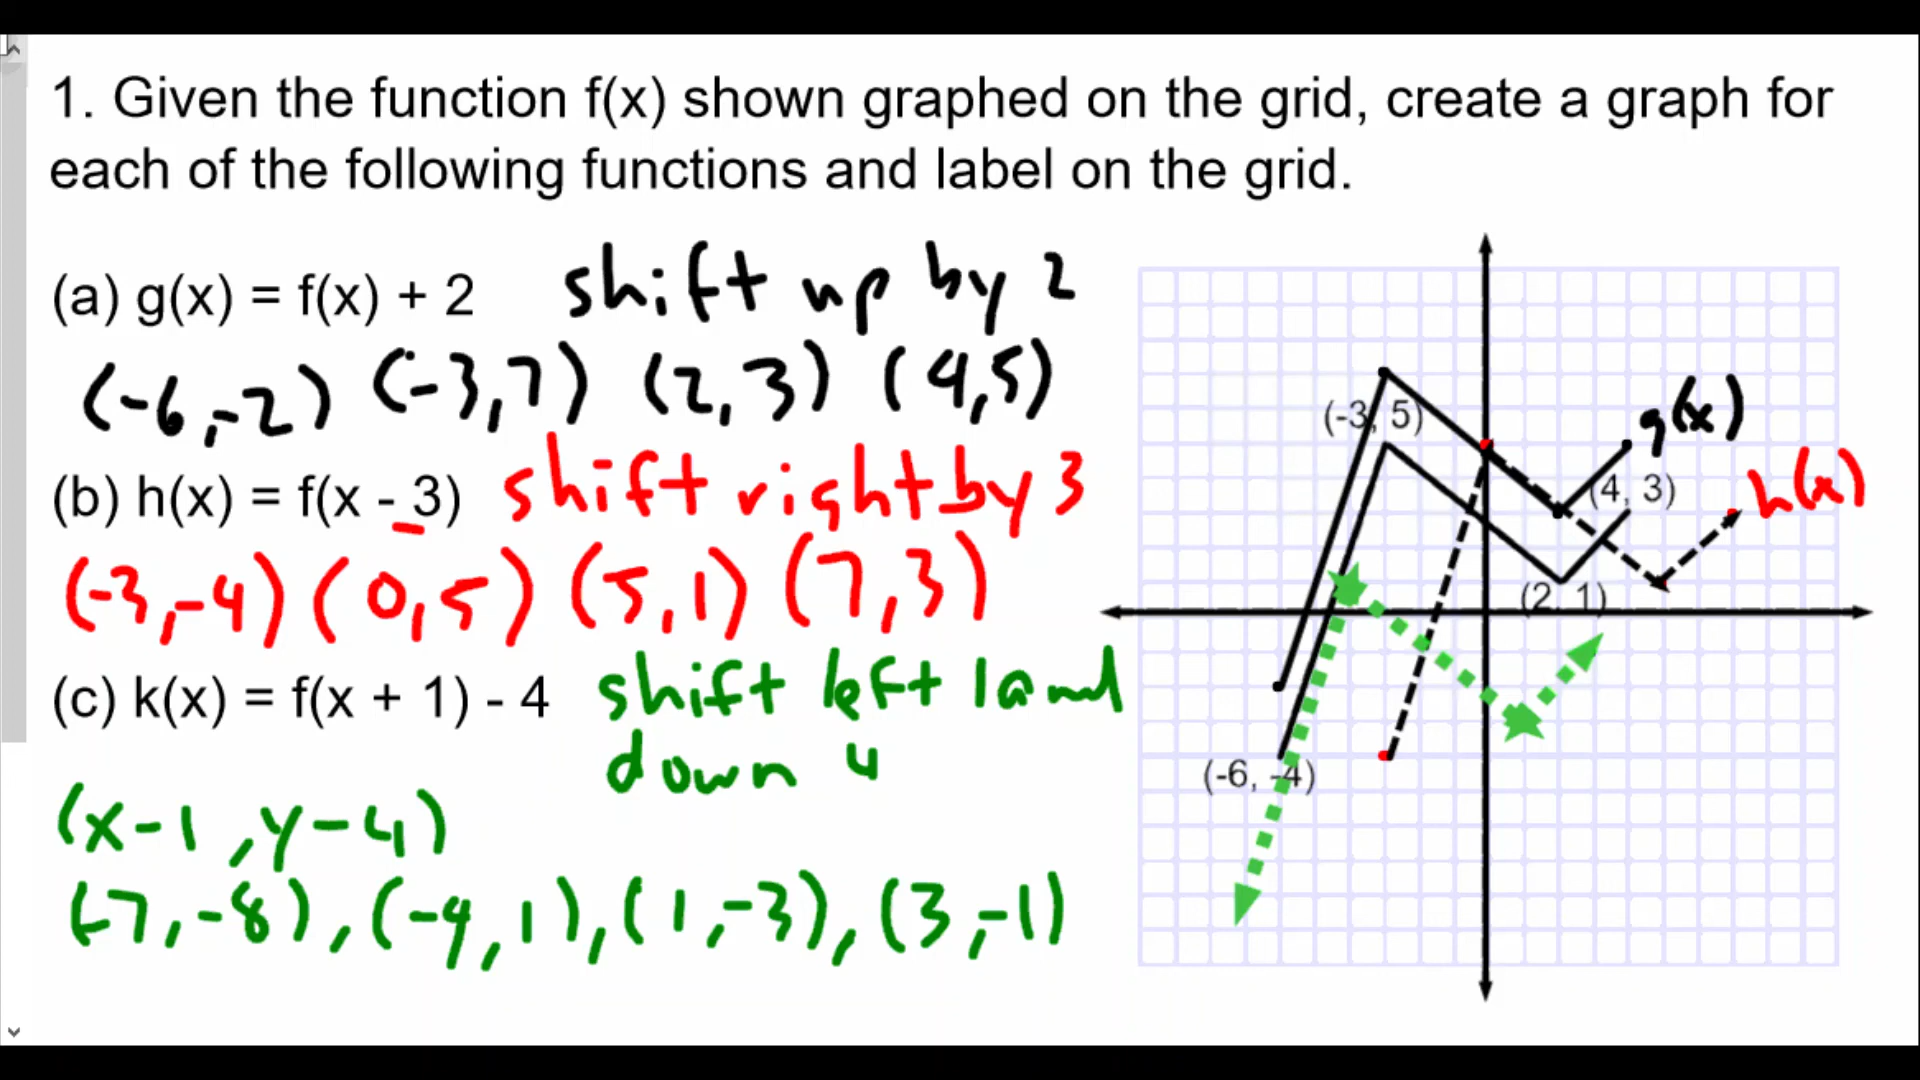 1. Given the function f(x) shown graphed on the grid, create a graph for
each of the following functions and label on the grid.
(a) g(x) = f(x) + 2 shift up by 2
(-6,-2) (-3,7) (2,3) (4,5)
(b) h(x) = f(x - 3) shift right by 3
(-3,-4) (0,5) (5,1) (7,3)
(c) k(x) = f(x + 1) - 4 shift left 1 and
down 4
(x-1,y-4)
(-7,-8), (-4,1), (1,-3), (3,-1)
g(x)
(-3, 5)
(4, 3)
h(x)
(2, 1)
(-6, -4)